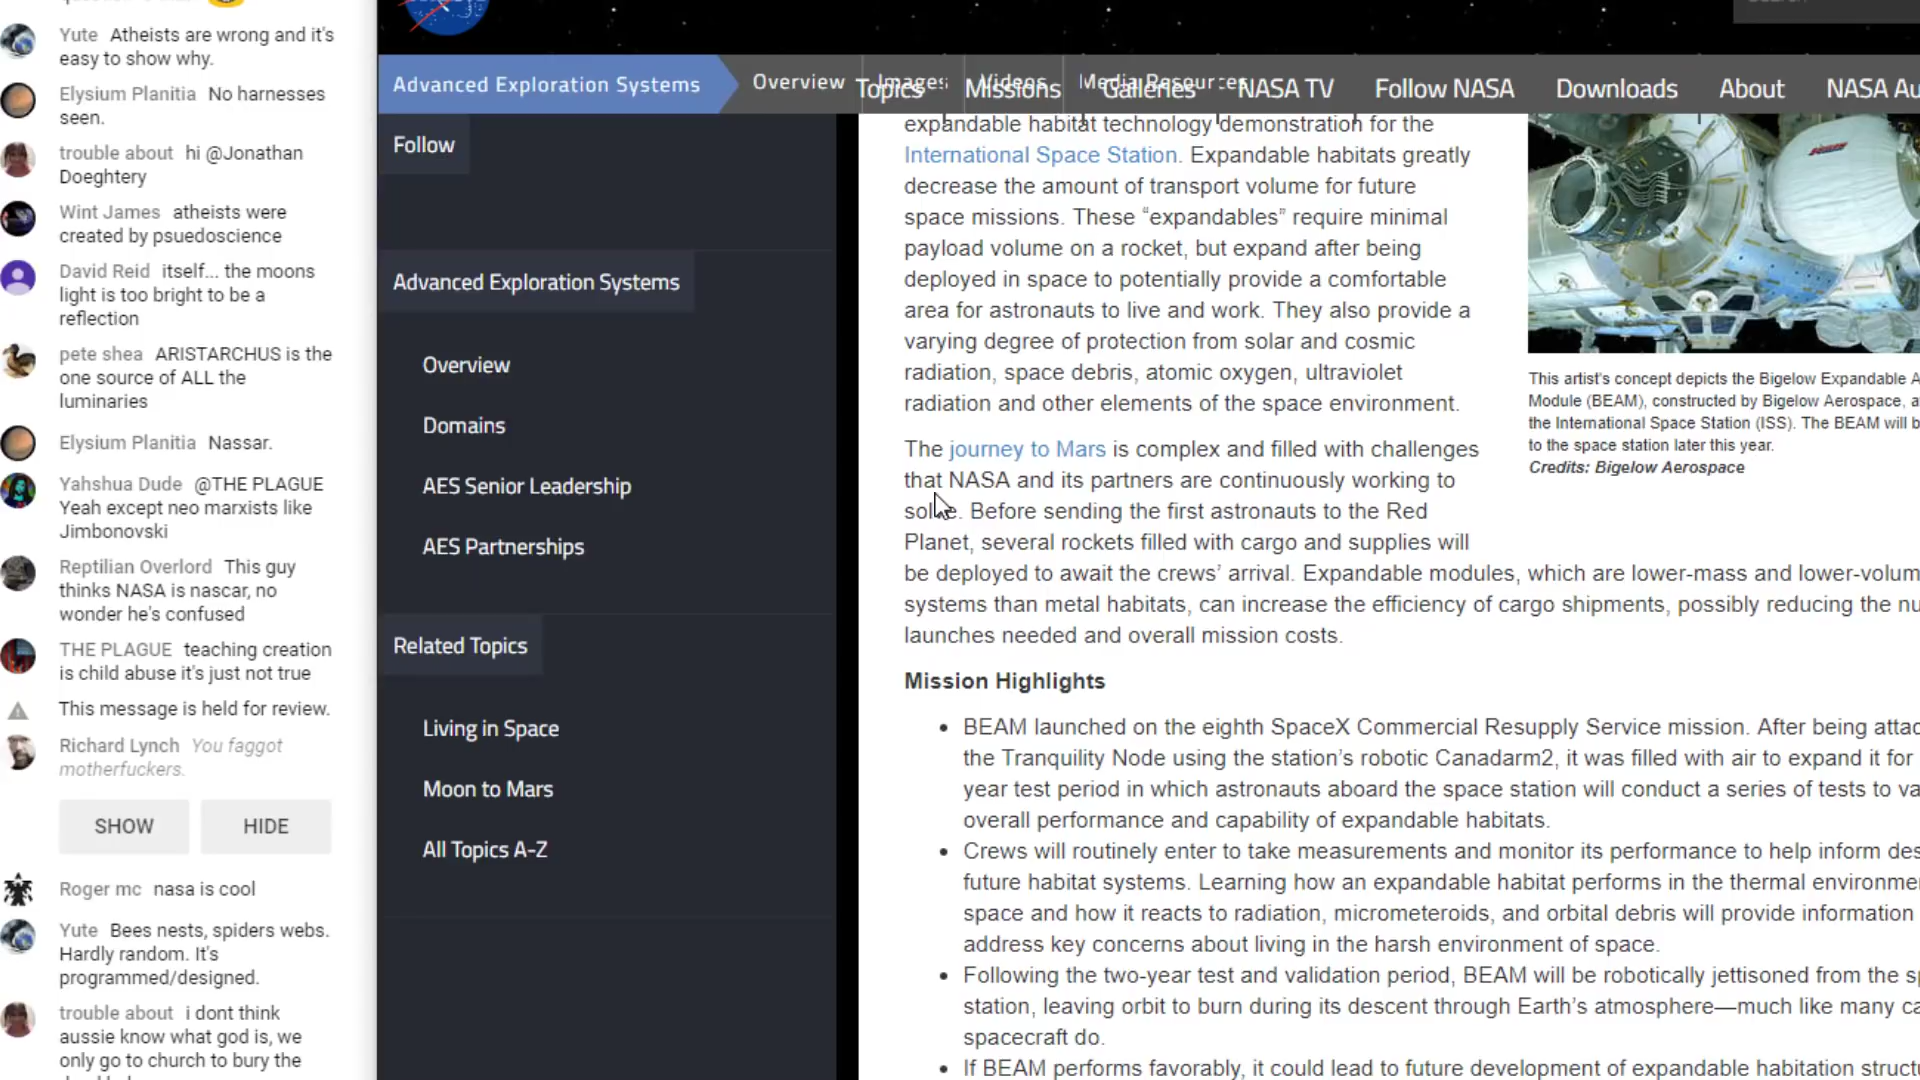 Yute Atheists are wrong and it's
easy to show why.
Elysium Planitia No harnesses
seen.
trouble about hi @Jonathan
Doeghtery
Wint James atheists were
created by psuedoscience
David Reid itself... the moons
light is too bright to be a
reflection
pete shea ARISTARCHUS is the
one source of ALL the
luminaries
Elysium Planitia Nassar.
Yahshua Dude @THE PLAGUE
Yeah except neo marxists like
Jimbonovski
Reptilian Overlord This guy
thinks NASA is nascar, no
wonder he's confused
THE PLAGUE teaching creation
is child abuse it's just not true
This message is held for review.
Richard Lynch You faggot
motherfuckers.
SHOW HIDE
Roger mc nasa is cool
Yute Bees nests, spiders webs.
Hardly random. It's
programmed/designed.
trouble about i dont think
aussie know what god is, we
only go to church to bury the
Advanced Exploration Systems
Overview Images Videos Media Resources
Topics Missions Galleries NASA TV Follow NASA Downloads About NASA Au
Follow
Advanced Exploration Systems
Overview
Domains
AES Senior Leadership
AES Partnerships
Related Topics
Living in Space
Moon to Mars
All Topics A-Z
expandable habitat technology demonstration for the
International Space Station. Expandable habitats greatly
decrease the amount of transport volume for future
space missions. These “expandables” require minimal
payload volume on a rocket, but expand after being
deployed in space to potentially provide a comfortable
area for astronauts to live and work. They also provide a
varying degree of protection from solar and cosmic
radiation, space debris, atomic oxygen, ultraviolet
radiation and other elements of the space environment.
The journey to Mars is complex and filled with challenges
that NASA and its partners are continuously working to
solve. Before sending the first astronauts to the Red
Planet, several rockets filled with cargo and supplies will
be deployed to await the crews’ arrival. Expandable modules, which are lower-mass and lower-volum
systems than metal habitats, can increase the efficiency of cargo shipments, possibly reducing the nu
launches needed and overall mission costs.
This artist's concept depicts the Bigelow Expandable A
Module (BEAM), constructed by Bigelow Aerospace, a
the International Space Station (ISS). The BEAM will b
to the space station later this year.
Credits: Bigelow Aerospace
Mission Highlights
• BEAM launched on the eighth SpaceX Commercial Resupply Service mission. After being attac
the Tranquility Node using the station’s robotic Canadarm2, it was filled with air to expand it for
year test period in which astronauts aboard the space station will conduct a series of tests to va
overall performance and capability of expandable habitats.
• Crews will routinely enter to take measurements and monitor its performance to help inform des
future habitat systems. Learning how an expandable habitat performs in the thermal environme
space and how it reacts to radiation, micrometeroids, and orbital debris will provide information
address key concerns about living in the harsh environment of space.
• Following the two-year test and validation period, BEAM will be robotically jettisoned from the sp
station, leaving orbit to burn during its descent through Earth’s atmosphere—much like many ca
spacecraft do.
• If BEAM performs favorably, it could lead to future development of expandable habitation struct